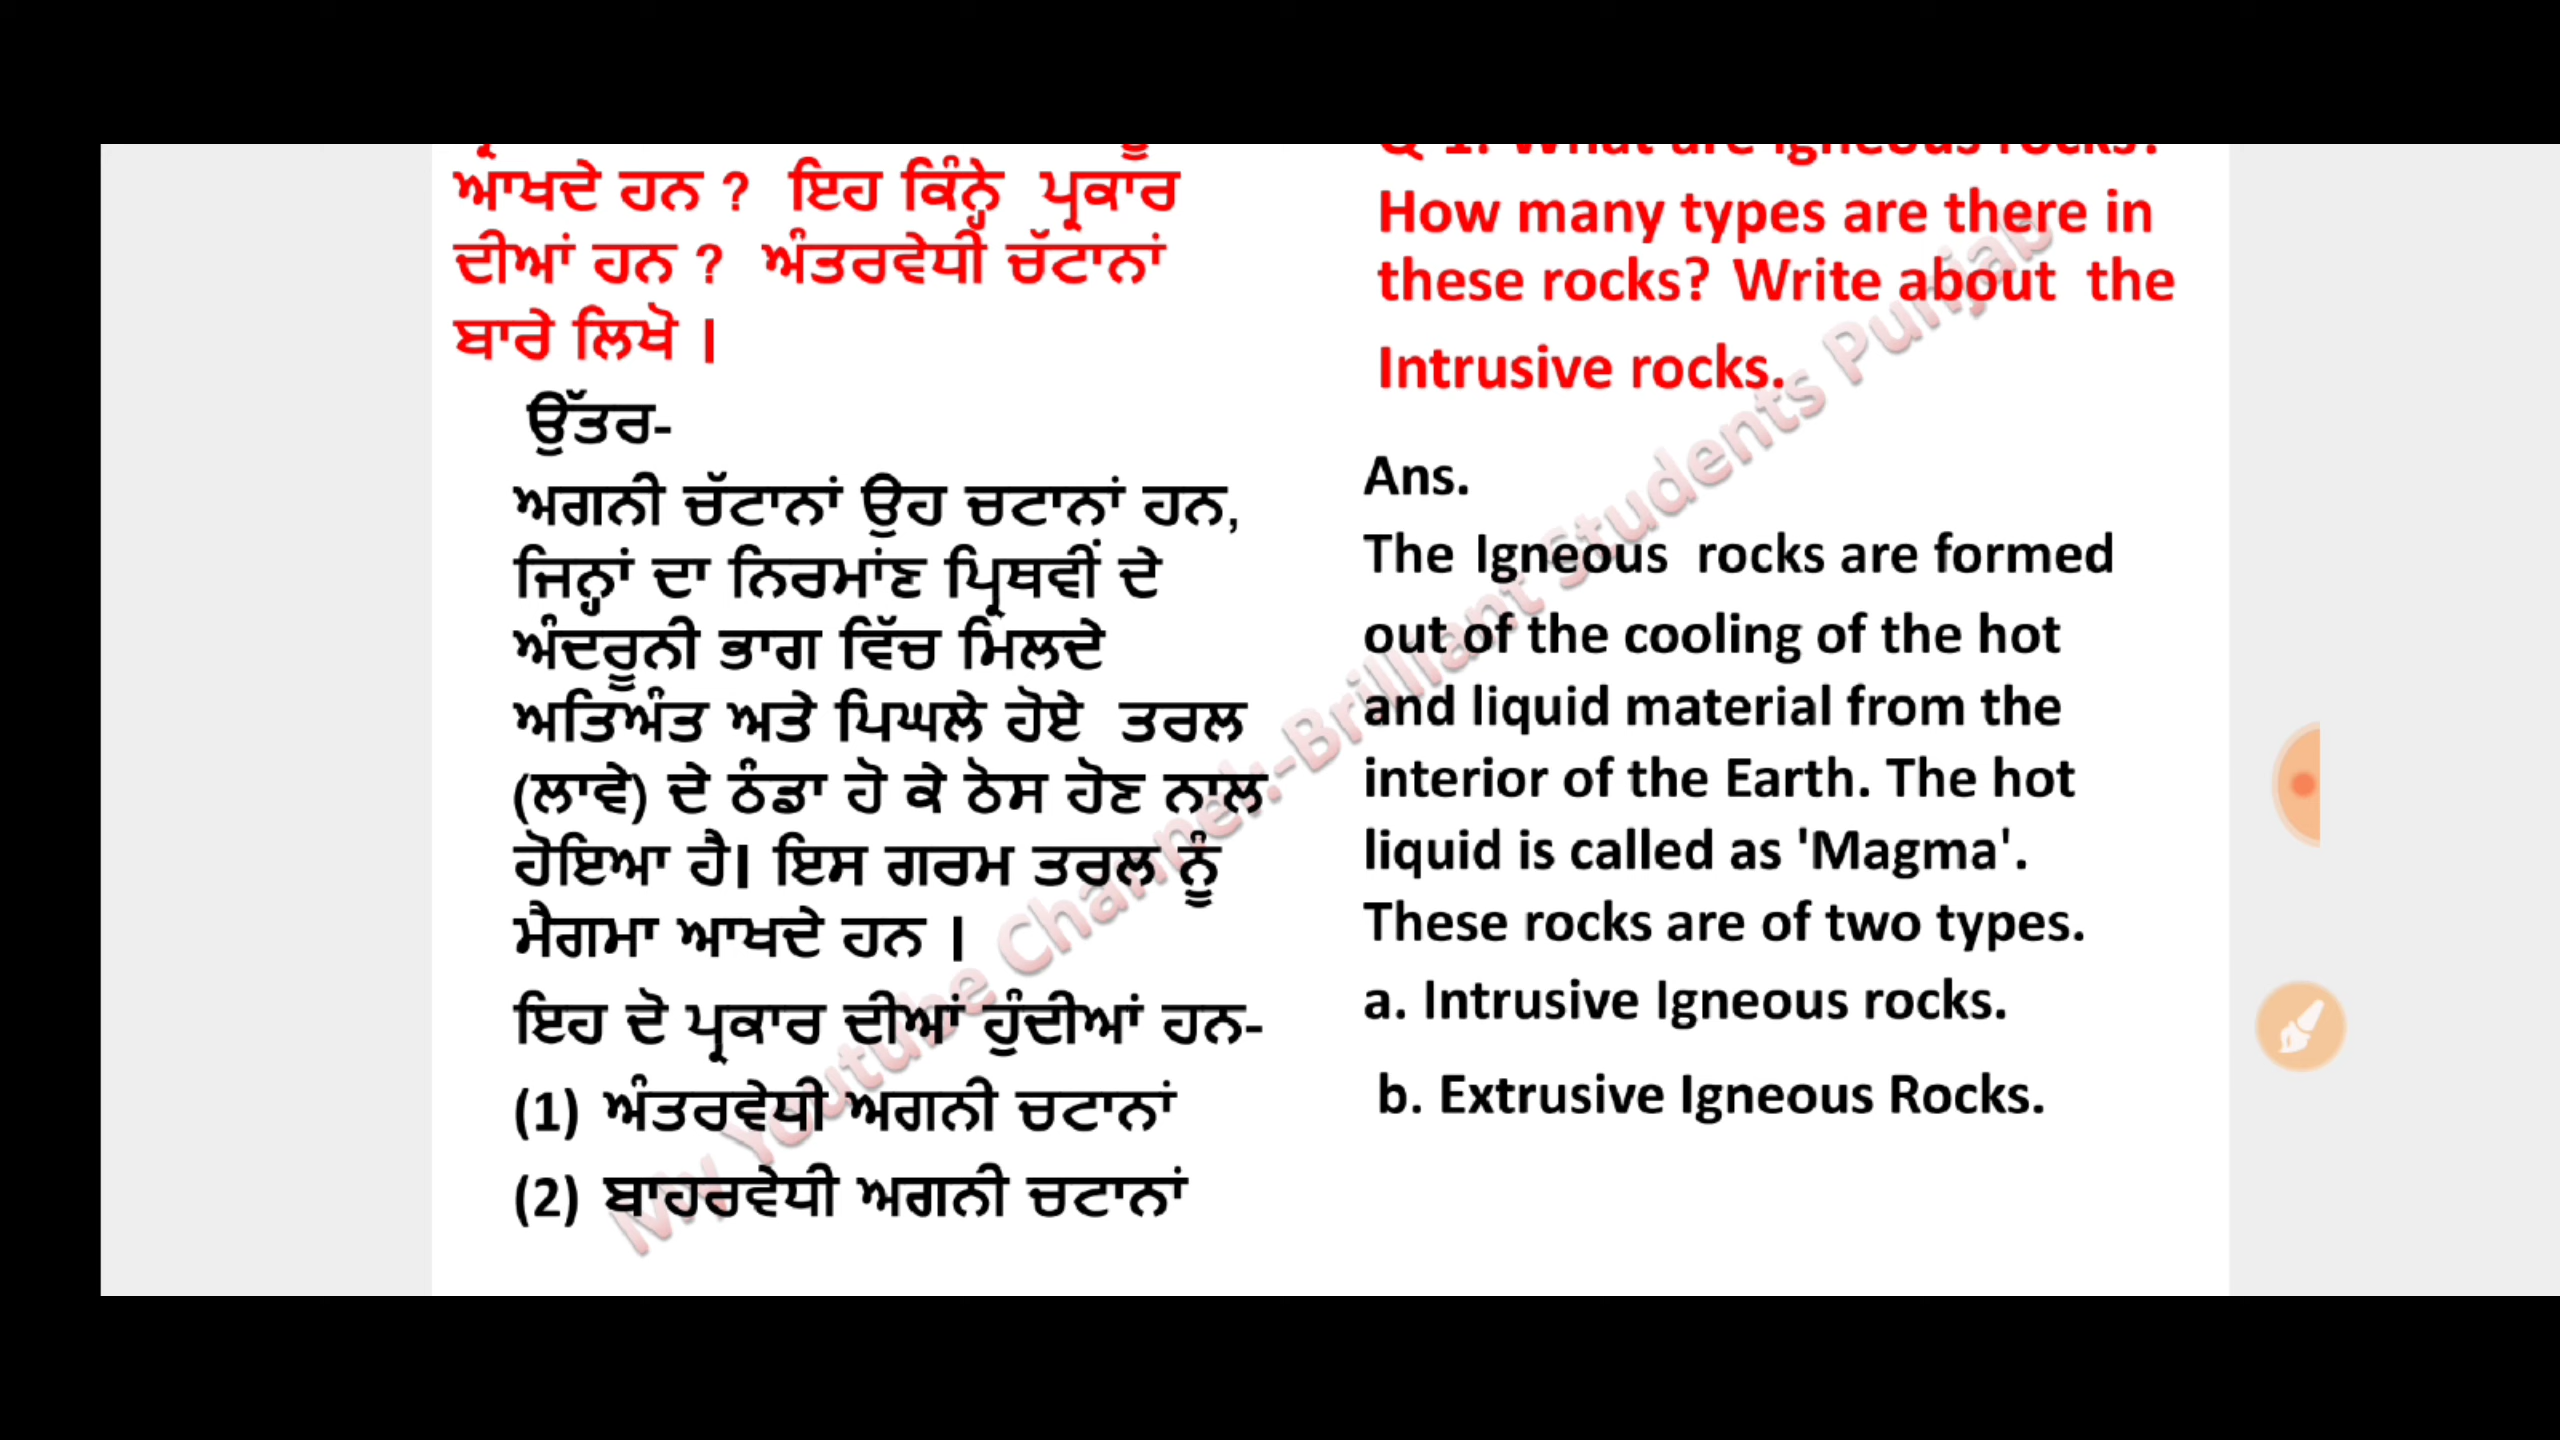 ਆਖਦੇ ਹਨ ? ਇਹ ਕਿੰਨ੍ਹੇ ਪ੍ਰਕਾਰ
ਦੀਆਂ ਹਨ ? ਅੰਤਰਵੇਧੀ ਚੱਟਾਨਾਂ
ਬਾਰੇ ਲਿਖੋ ।
ਉੱਤਰ-
ਅਗਨੀ ਚੱਟਾਨਾਂ ਉਹ ਚਟਾਨਾਂ ਹਨ,
ਜਿਨ੍ਹਾਂ ਦਾ ਨਿਰਮਾਂਣ ਪ੍ਰਿਥਵੀਂ ਦੇ
ਅੰਦਰੂਨੀ ਭਾਗ ਵਿੱਚ ਮਿਲਦੇ
ਅਤਿਅੰਤ ਅਤੇ ਪਿਘਲੇ ਹੋਏ ਤਰਲ
(ਲਾਵੇ) ਦੇ ਠੰਡਾ ਹੋ ਕੇ ਠੋਸ ਹੋਣ ਨਾਲ
ਹੋਇਆ ਹੈ। ਇਸ ਗਰਮ ਤਰਲ ਨੂੰ
ਮੈਗਮਾ ਆਖਦੇ ਹਨ ।
ਇਹ ਦੋ ਪ੍ਰਕਾਰ ਦੀਆਂ ਹੁੰਦੀਆਂ ਹਨ-
(1) ਅੰਤਰਵੇਧੀ ਅਗਨੀ ਚਟਾਨਾਂ
(2) ਬਾਹਰਵੇਧੀ ਅਗਨੀ ਚਟਾਨਾਂ
Q 1. What are Igneous rocks?
How many types are there in
these rocks? Write about the
Intrusive rocks.
Ans.
The Igneous rocks are formed
out of the cooling of the hot
and liquid material from the
interior of the Earth. The hot
liquid is called as 'Magma'.
These rocks are of two types.
a. Intrusive Igneous rocks.
b. Extrusive Igneous Rocks.
My Youtube Channel:-Brilliant Students Punjab